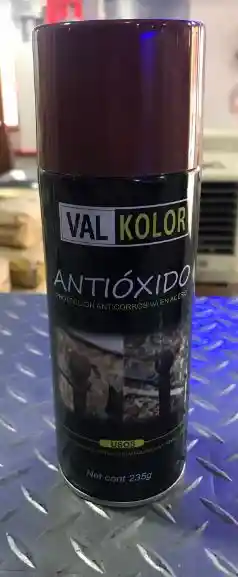 VAL KOLOR
ANTIÓXIDO
PROTECCIÓN ANTICORROSIVA EN AEROSOL
USOS
Net cont 235g